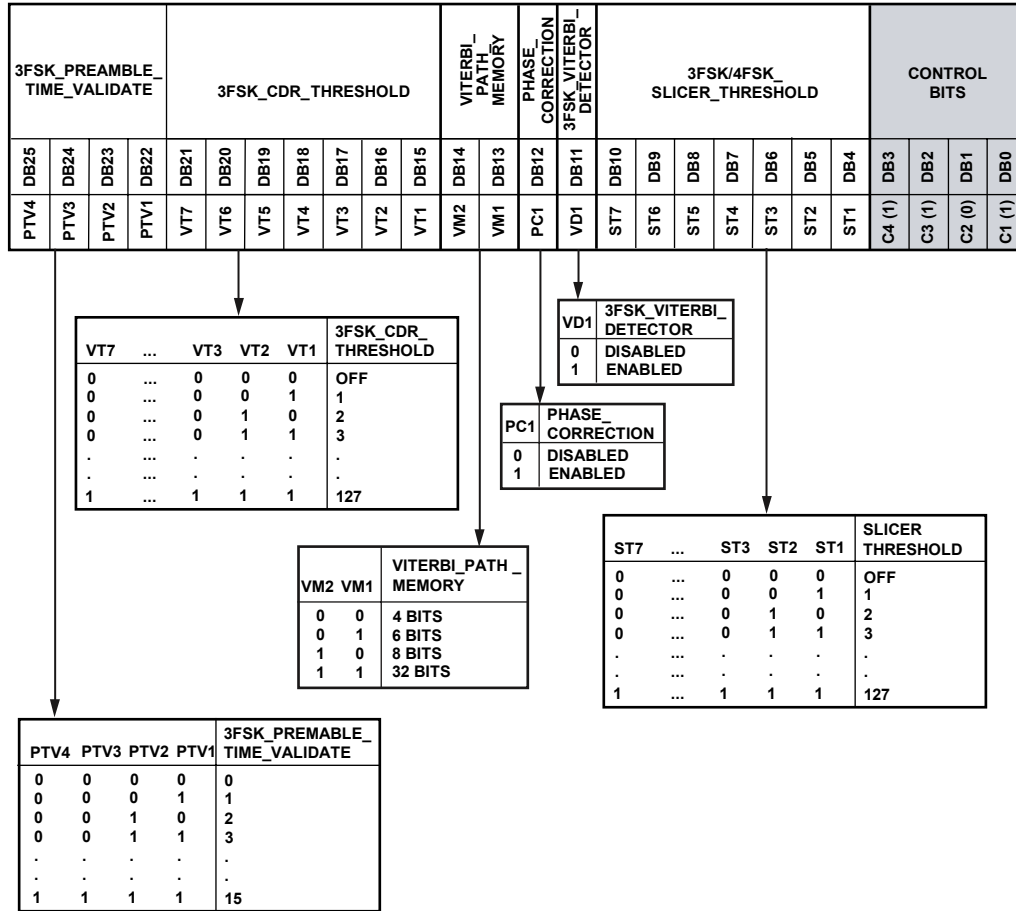 3FSK_PREAMBLE_
TIME_VALIDATE
3FSK_CDR_THRESHOLD
VITERBI_
PATH_
MEMORY
PHASE_
CORRECTION
3FSK_VITERBI_
DETECTOR
3FSK/4FSK_
SLICER_THRESHOLD
CONTROL
BITS
DB25 DB24 DB23 DB22 DB21 DB20 DB19 DB18 DB17 DB16 DB15 DB14 DB13 DB12 DB11 DB10 DB9 DB8 DB7 DB6 DB5 DB4 DB3 DB2 DB1 DB0
PTV4 PTV3 PTV2 PTV1 VT7 VT6 VT5 VT4 VT3 VT2 VT1 VM2 VM1 PC1 VD1 ST7 ST6 ST5 ST4 ST3 ST2 ST1 C4 (1) C3 (1) C2 (0) C1 (1)
VD1 3FSK_VITERBI_
DETECTOR
0 DISABLED
1 ENABLED
VT7 ... VT3 VT2 VT1 3FSK_CDR_
THRESHOLD
0 ... 0 0 0 OFF
0 ... 0 0 1 1
0 ... 0 1 0 2
0 ... 0 1 1 3
. ... . . . .
. ... . . . .
1 ... 1 1 1 127
PC1 PHASE_
CORRECTION
0 DISABLED
1 ENABLED
ST7 ... ST3 ST2 ST1 SLICER
THRESHOLD
0 ... 0 0 0 OFF
0 ... 0 0 1 1
0 ... 0 1 0 2
0 ... 0 1 1 3
. ... . . . .
. ... . . . .
1 ... 1 1 1 127
VM2 VM1 VITERBI_PATH _
MEMORY
0 0 4 BITS
0 1 6 BITS
1 0 8 BITS
1 1 32 BITS
PTV4 PTV3 PTV2 PTV1 3FSK_PREMABLE_
TIME_VALIDATE
0 0 0 0 0
0 0 0 1 1
0 0 1 0 2
0 0 1 1 3
. . . . .
. . . . .
1 1 1 1 15